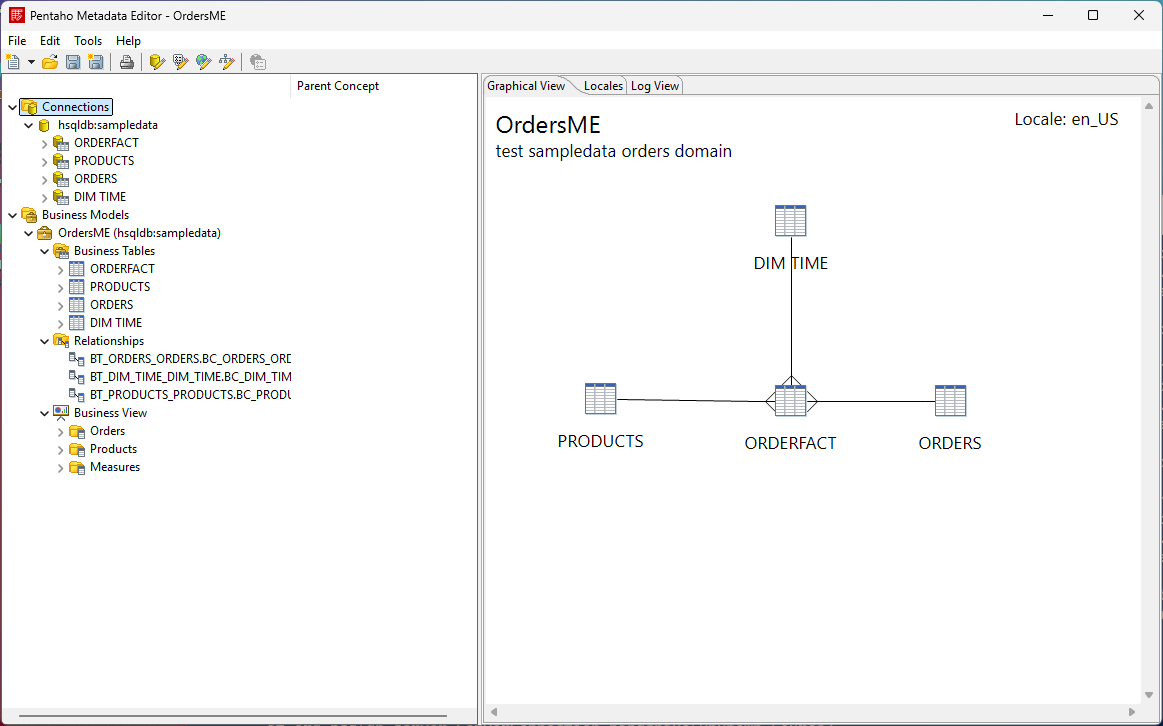 Pentaho Metadata Editor - OrdersME
File Edit Tools Help
Parent Concept
Connections
hsqldb:sampledata
ORDERFACT
PRODUCTS
ORDERS
DIM TIME
Business Models
OrdersME (hsqldb:sampledata)
Business Tables
ORDERFACT
PRODUCTS
ORDERS
DIM TIME
Relationships
BT_ORDERS_ORDERS.BC_ORDERS_ORD
BT_DIM_TIME_DIM_TIME.BC_DIM_TIM
BT_PRODUCTS_PRODUCTS.BC_PRODU
Business View
Orders
Products
Measures
Graphical View Locales Log View
OrdersME
Locale: en_US
test sampledata orders domain
DIM TIME
PRODUCTS
ORDERFACT
ORDERS